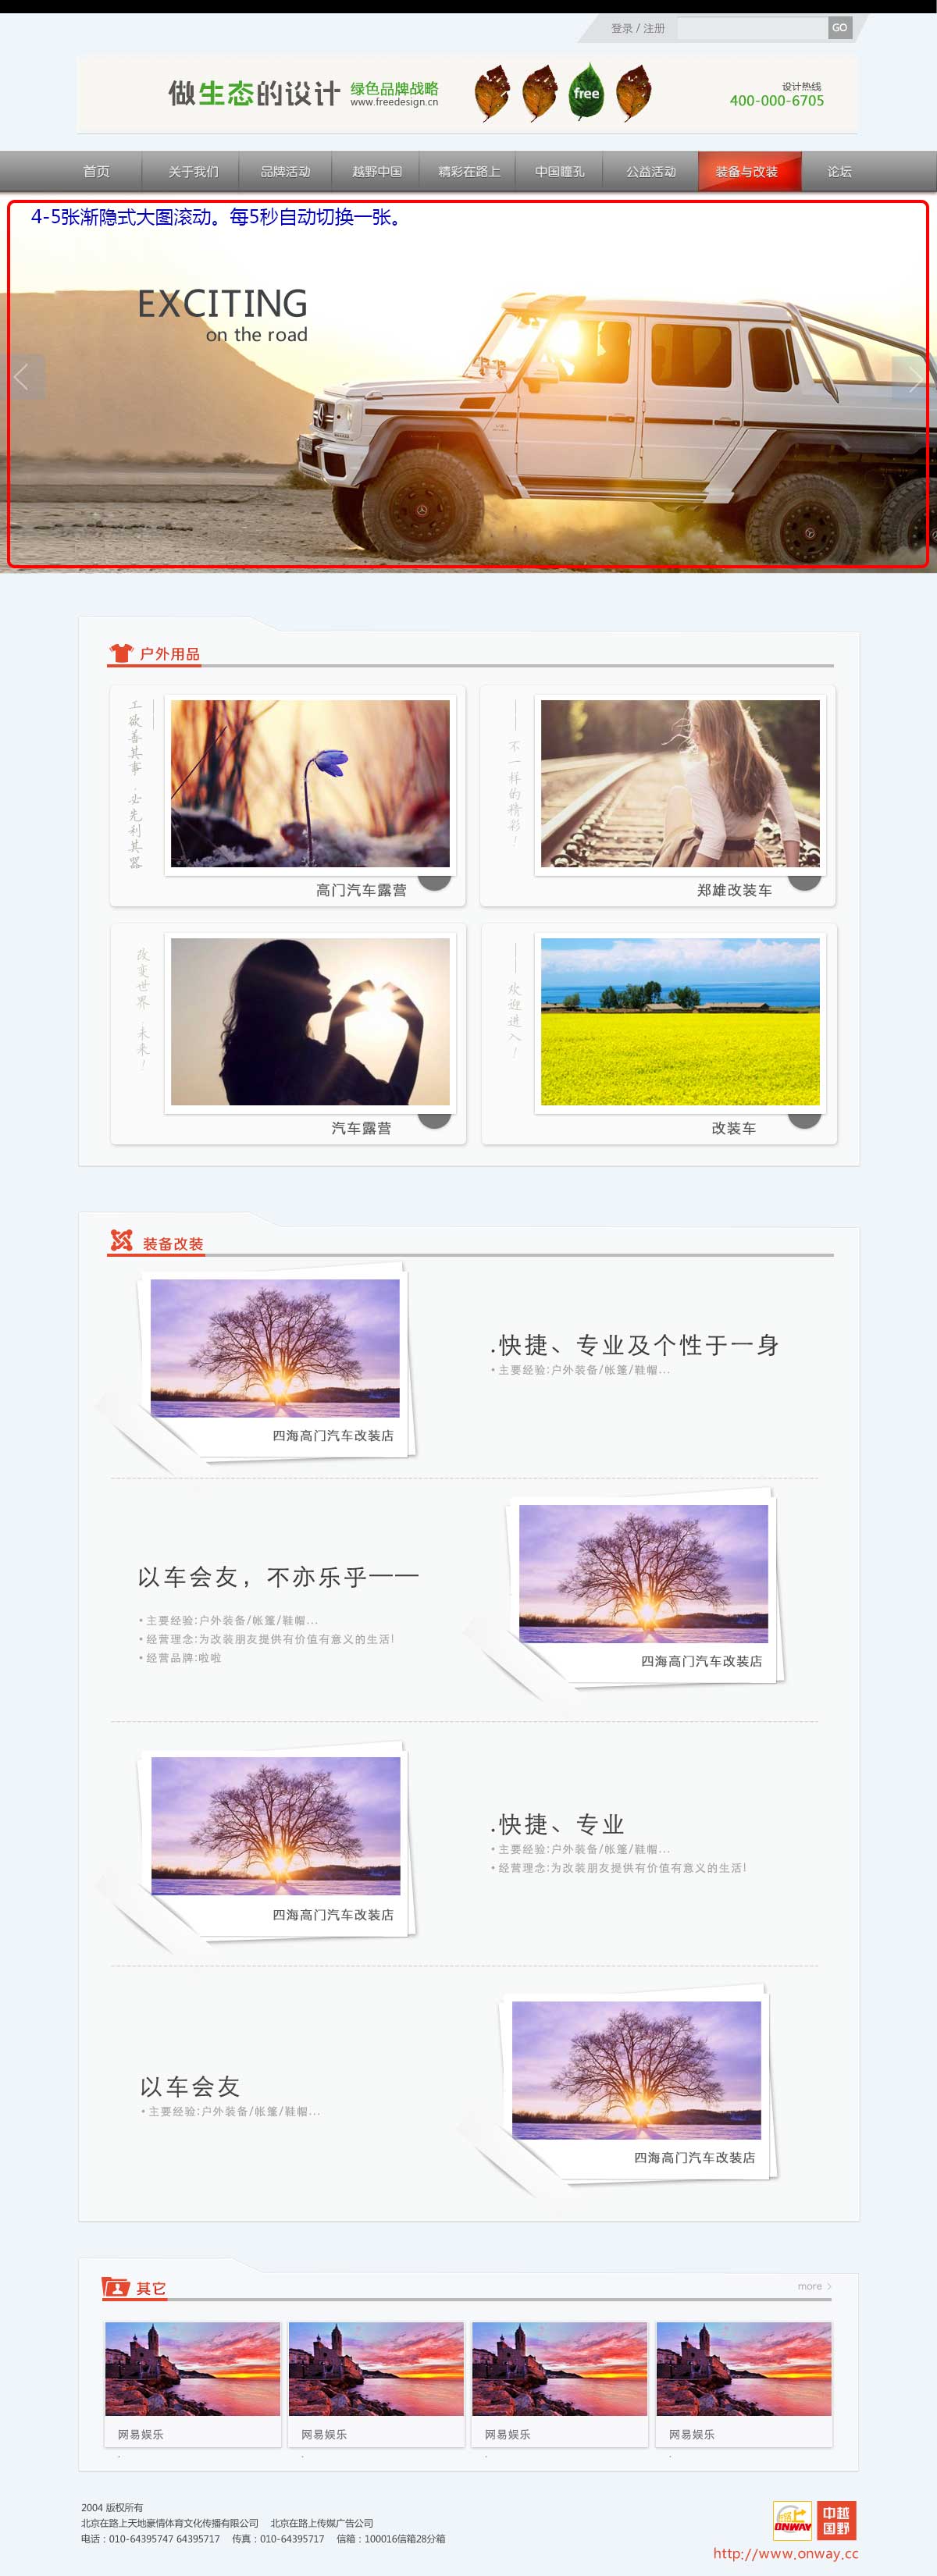 登录 / 注册 GO
做生态的设计 绿色品牌战略 www.freedesign.cn free 设计热线 400-000-6705
首页 关于我们 品牌活动 越野中国 精彩在路上 中国瞳孔 公益活动 装备与改装 论坛
4-5张渐隐式大图滚动。每5秒自动切换一张。
EXCITING
on the road
户外用品
工欲善其事.必先利其器
高门汽车露营
不一样的精彩!
郑雄改装车
改变世界.未来!
汽车露营
欢迎进入!
改装车
装备改装
四海高门汽车改装店
.快捷、专业及个性于一身
•主要经验:户外装备/帐篷/鞋帽...
以车会友，不亦乐乎——
•主要经验:户外装备/帐篷/鞋帽...
•经营理念:为改装朋友提供有价值有意义的生活!
•经营品牌:啦啦
四海高门汽车改装店
四海高门汽车改装店
.快捷、专业
•主要经验:户外装备/帐篷/鞋帽...
•经营理念:为改装朋友提供有价值有意义的生活!
以车会友
•主要经验:户外装备/帐篷/鞋帽...
四海高门汽车改装店
其它 more >
网易娱乐 网易娱乐 网易娱乐 网易娱乐
2004 版权所有
北京在路上天地豪情体育文化传播有限公司 北京在路上传媒广告公司
电话：010-64395747 64395717 传真：010-64395717 信箱：100016信箱28分箱
ONWAY
中越
国野
http://www.onway.cc